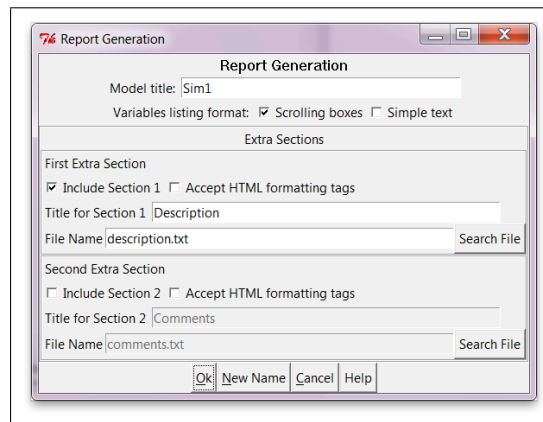 Report Generation
Report Generation
Model title: Sim1
Variables listing format: Scrolling boxes Simple text
Extra Sections
First Extra Section
Include Section 1 Accept HTML formatting tags
Title for Section 1 Description
File Name description.txt Search File
Second Extra Section
Include Section 2 Accept HTML formatting tags
Title for Section 2 Comments
File Name comments.txt Search File
Ok New Name Cancel Help